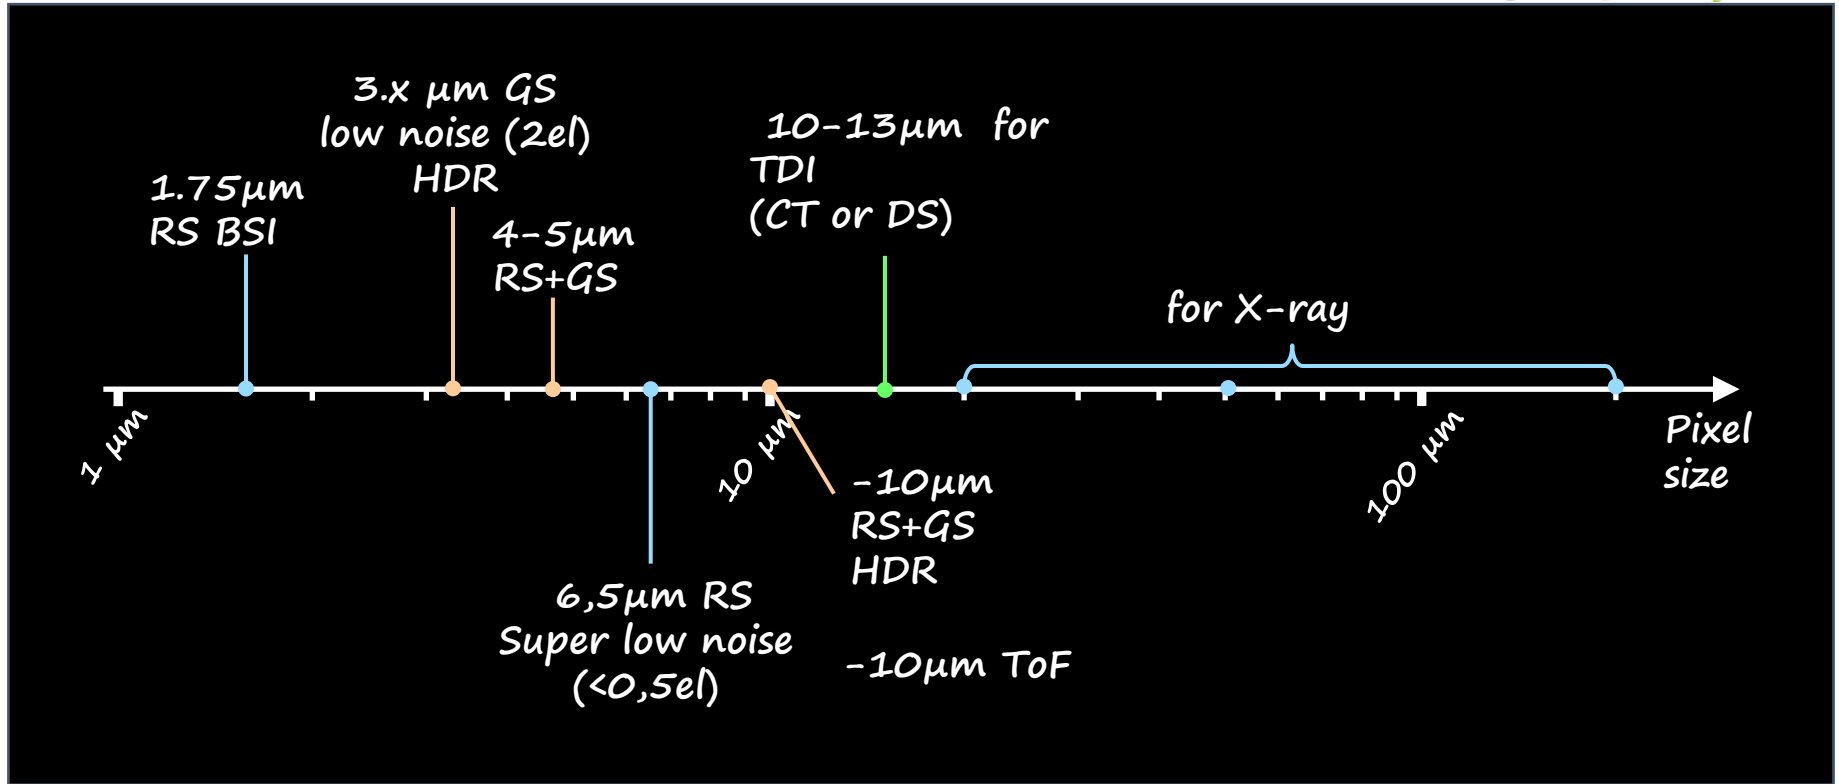 3.x µm GS
low noise (2el)
HDR
10-13µm for
TDI
(CT or DS)
1.75µm
RS BSI
4-5µm
RS+GS
for X-ray
1 µm
10 µm
100 µm
Pixel
size
-10µm
RS+GS
HDR
6,5µm RS
Super low noise
(<0,5el)
-10µm ToF